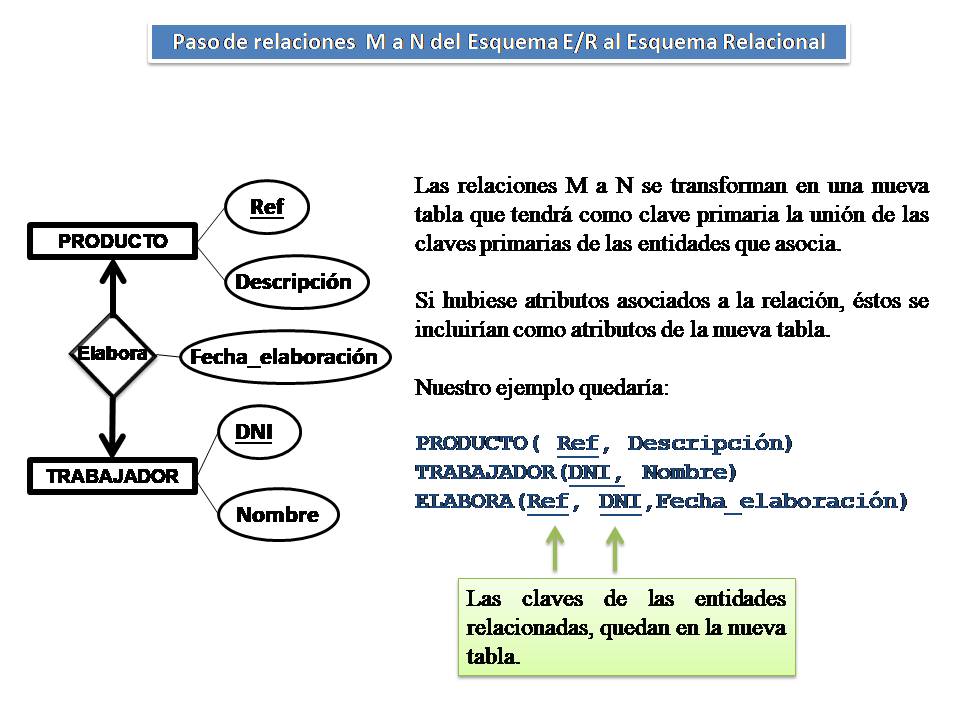 Paso de relaciones M a N del Esquema E/R al Esquema Relacional
Ref
PRODUCTO
Descripción
Elabora
Fecha_elaboración
DNI
TRABAJADOR
Nombre
Las relaciones M a N se transforman en una nueva
tabla que tendrá como clave primaria la unión de las
claves primarias de las entidades que asocia.
Si hubiese atributos asociados a la relación, éstos se
incluirían como atributos de la nueva tabla.
Nuestro ejemplo quedaría:
PRODUCTO( Ref, Descripción)
TRABAJADOR(DNI, Nombre)
ELABORA(Ref, DNI,Fecha_elaboración)
Las claves de las entidades
relacionadas, quedan en la nueva
tabla.